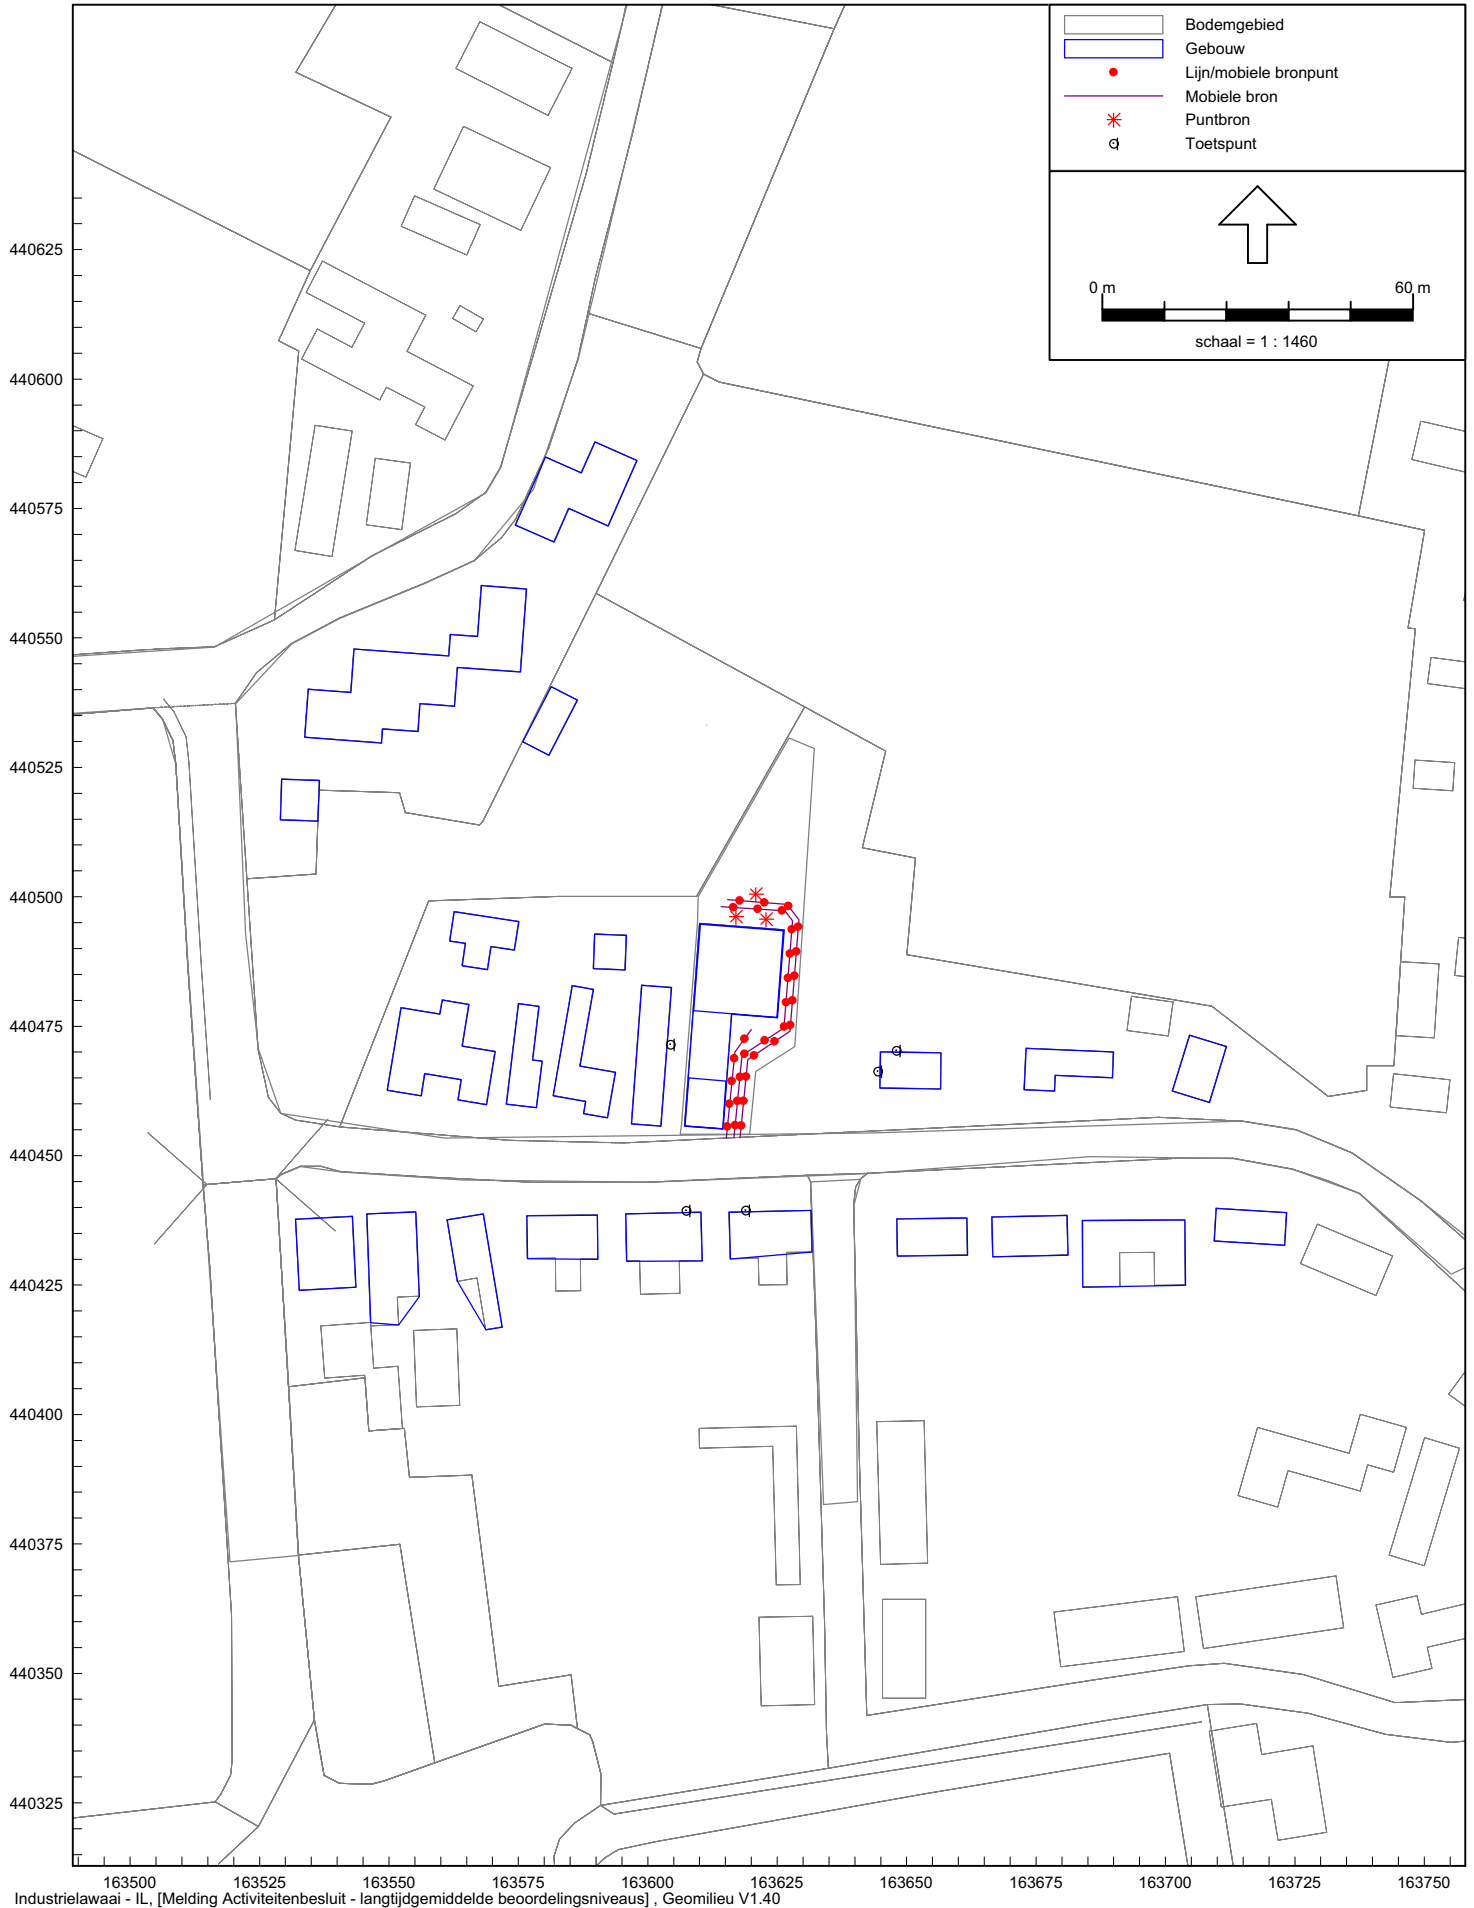 Bodemgebied
Gebouw
Lijn/mobiele bronpunt
Mobiele bron
Puntbron
Toetspunt
0 m 60 m
schaal = 1 : 1460
440625
440600
440575
440550
440525
440500
440475
440450
440425
440400
440375
440350
440325
163500 163525 163550 163575 163600 163625 163650 163675 163700 163725 163750
Industrielawaai - IL, [Melding Activiteitenbesluit - langtijdgemiddelde beoordelingsniveaus] , Geomilieu V1.40